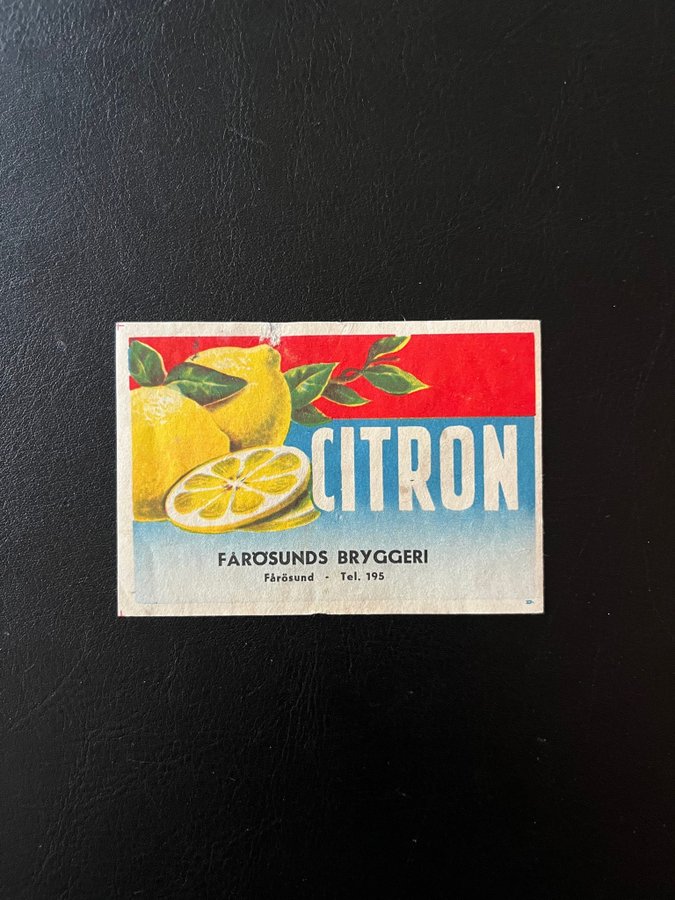 CITRON
FÅRÖSUNDS BRYGGERI
Fårösund - Tel. 195